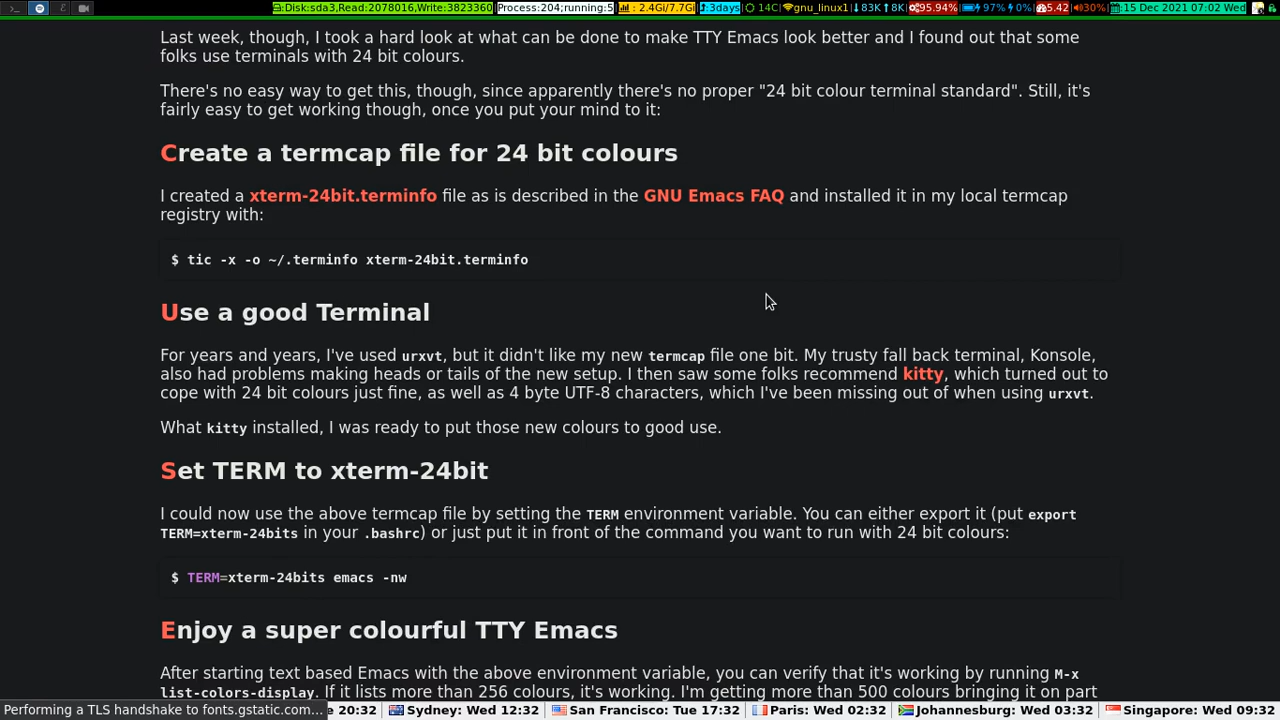 Disk:sda3,Read:2078016,Write:3823360 Process:204;running:5 : 2.4Gi/7.7G :3days 14C gnu_linux1 83K 8K 95.94% 97% 0% 5.42 30% 15 Dec 2021 07:02 Wed
Last week, though, I took a hard look at what can be done to make TTY Emacs look better and I found out that some
folks use terminals with 24 bit colours.
There's no easy way to get this, though, since apparently there's no proper "24 bit colour terminal standard". Still, it's
fairly easy to get working though, once you put your mind to it:
Create a termcap file for 24 bit colours
I created a xterm-24bit.terminfo file as is described in the GNU Emacs FAQ and installed it in my local termcap
registry with:
$ tic -x -o ~/.terminfo xterm-24bit.terminfo
Use a good Terminal
For years and years, I've used urxvt, but it didn't like my new termcap file one bit. My trusty fall back terminal, Konsole,
also had problems making heads or tails of the new setup. I then saw some folks recommend kitty, which turned out to
cope with 24 bit colours just fine, as well as 4 byte UTF-8 characters, which I've been missing out of when using urxvt.
What kitty installed, I was ready to put those new colours to good use.
Set TERM to xterm-24bit
I could now use the above termcap file by setting the TERM environment variable. You can either export it (put export
TERM=xterm-24bits in your .bashrc) or just put it in front of the command you want to run with 24 bit colours:
$ TERM=xterm-24bits emacs -nw
Enjoy a super colourful TTY Emacs
After starting text based Emacs with the above environment variable, you can verify that it's working by running M-x
list-colors-display. If it lists more than 256 colours, it's working. I'm getting more than 500 colours bringing it on part
Performing a TLS handshake to fonts.gstatic.com... e 20:32 Sydney: Wed 12:32 San Francisco: Tue 17:32 Paris: Wed 02:32 Johannesburg: Wed 03:32 Singapore: Wed 09:32